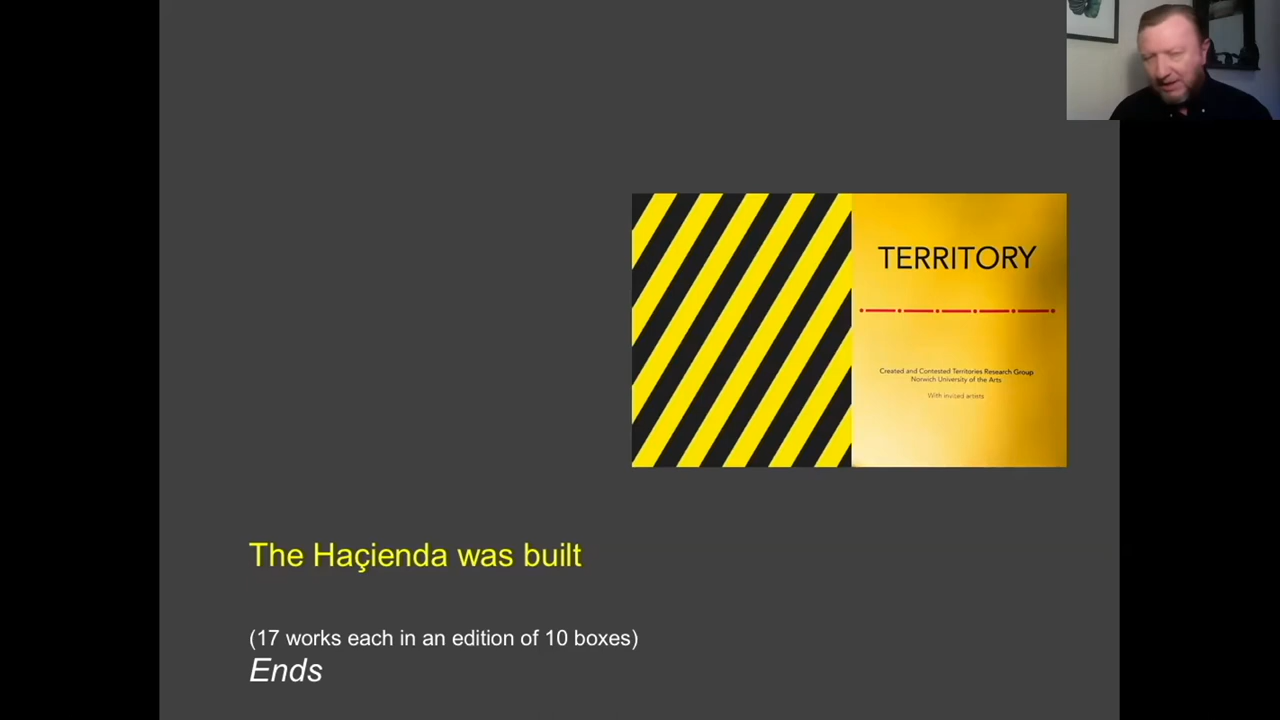 TERRITORY
Created and Contested Territories Research Group
Norwich University of the Arts
With invited artists
The Haçienda was built
(17 works each in an edition of 10 boxes)
Ends